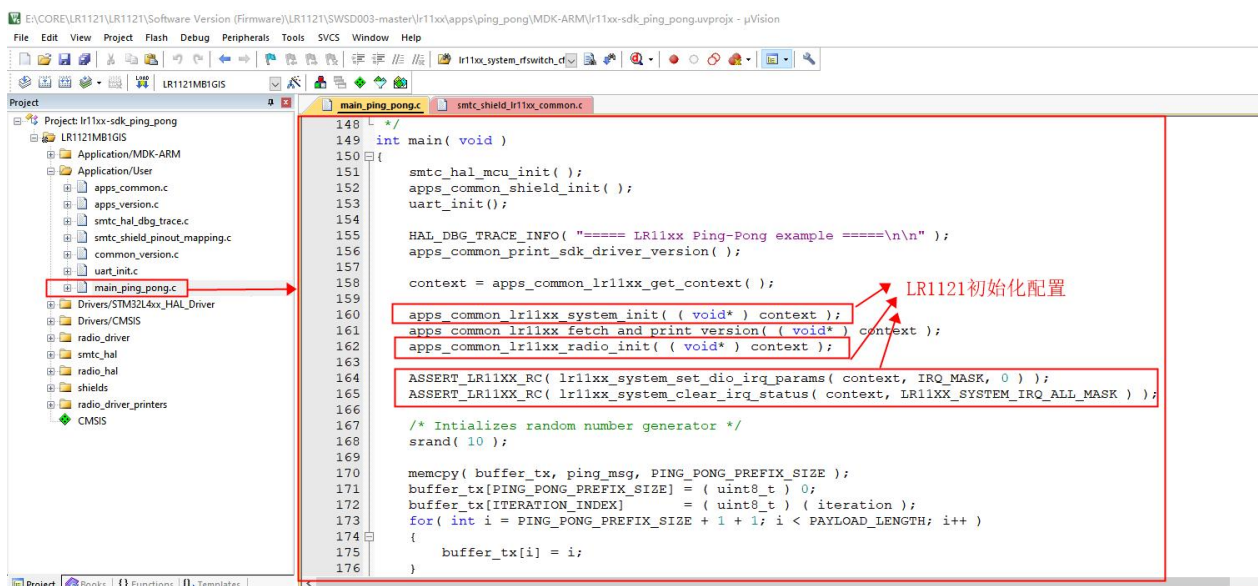 E:\CORE\LR1121\LR1121\Software Version (Firmware)\LR1121\SWSD003-master\lr11xx\apps\ping_pong\MDK-ARM\lr11xx-sdk_ping_pong.uvprojx - µVision
File Edit View Project Flash Debug Peripherals Tools SVCS Window Help
lr11xx_system_rfswitch_cf
LOAD LR1121MB1GIS
Project
main_ping_pong.c smtc_shield_lr11xx_common.c
Project: lr11xx-sdk_ping_pong
LR1121MB1GIS
Application/MDK-ARM
Application/User
apps_common.c
apps_version.c
smtc_hal_dbg_trace.c
smtc_shield_pinout_mapping.c
common_version.c
uart_init.c
main_ping_pong.c
Drivers/STM32L4xx_HAL_Driver
Drivers/CMSIS
radio_driver
smtc_hal
radio_hal
shields
radio_driver_printers
CMSIS
148 */
149 int main( void )
150 {
151 smtc_hal_mcu_init( );
152 apps_common_shield_init( );
153 uart_init();
154
155 HAL_DBG_TRACE_INFO( "===== LR11xx Ping-Pong example =====\n\n" );
156 apps_common_print_sdk_driver_version( );
157
158 context = apps_common_lr11xx_get_context( );
159
LR1121初始化配置
160 apps_common_lr11xx_system_init( ( void* ) context );
161 apps_common_lr11xx_fetch_and_print_version( ( void* ) context );
162 apps_common_lr11xx_radio_init( ( void* ) context );
163
164 ASSERT_LR11XX_RC( lr11xx_system_set_dio_irq_params( context, IRQ_MASK, 0 ) );
165 ASSERT_LR11XX_RC( lr11xx_system_clear_irq_status( context, LR11XX_SYSTEM_IRQ_ALL_MASK ) );
166
167 /* Intializes random number generator */
168 srand( 10 );
169
170 memcpy( buffer_tx, ping_msg, PING_PONG_PREFIX_SIZE );
171 buffer_tx[PING_PONG_PREFIX_SIZE] = ( uint8_t ) 0;
172 buffer_tx[ITERATION_INDEX] = ( uint8_t ) ( iteration );
173 for( int i = PING_PONG_PREFIX_SIZE + 1 + 1; i < PAYLOAD_LENGTH; i++ )
174 {
175 buffer_tx[i] = i;
176 }
Project Books {} Functions Templates